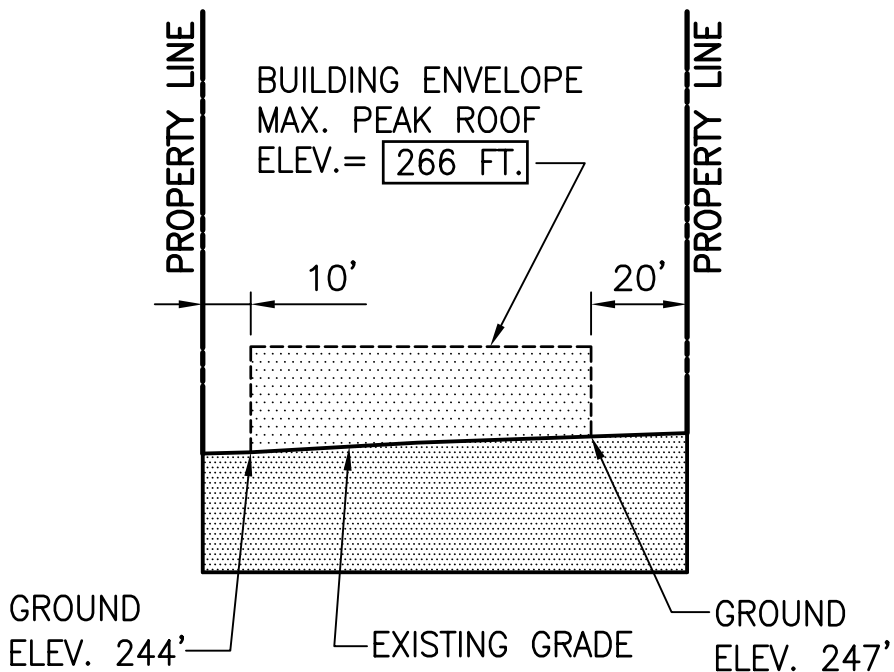 PROPERTY LINE
BUILDING ENVELOPE
MAX. PEAK ROOF
ELEV.= 266 FT.
PROPERTY LINE
10'
20'
GROUND
ELEV. 244'
EXISTING GRADE
GROUND
ELEV. 247'